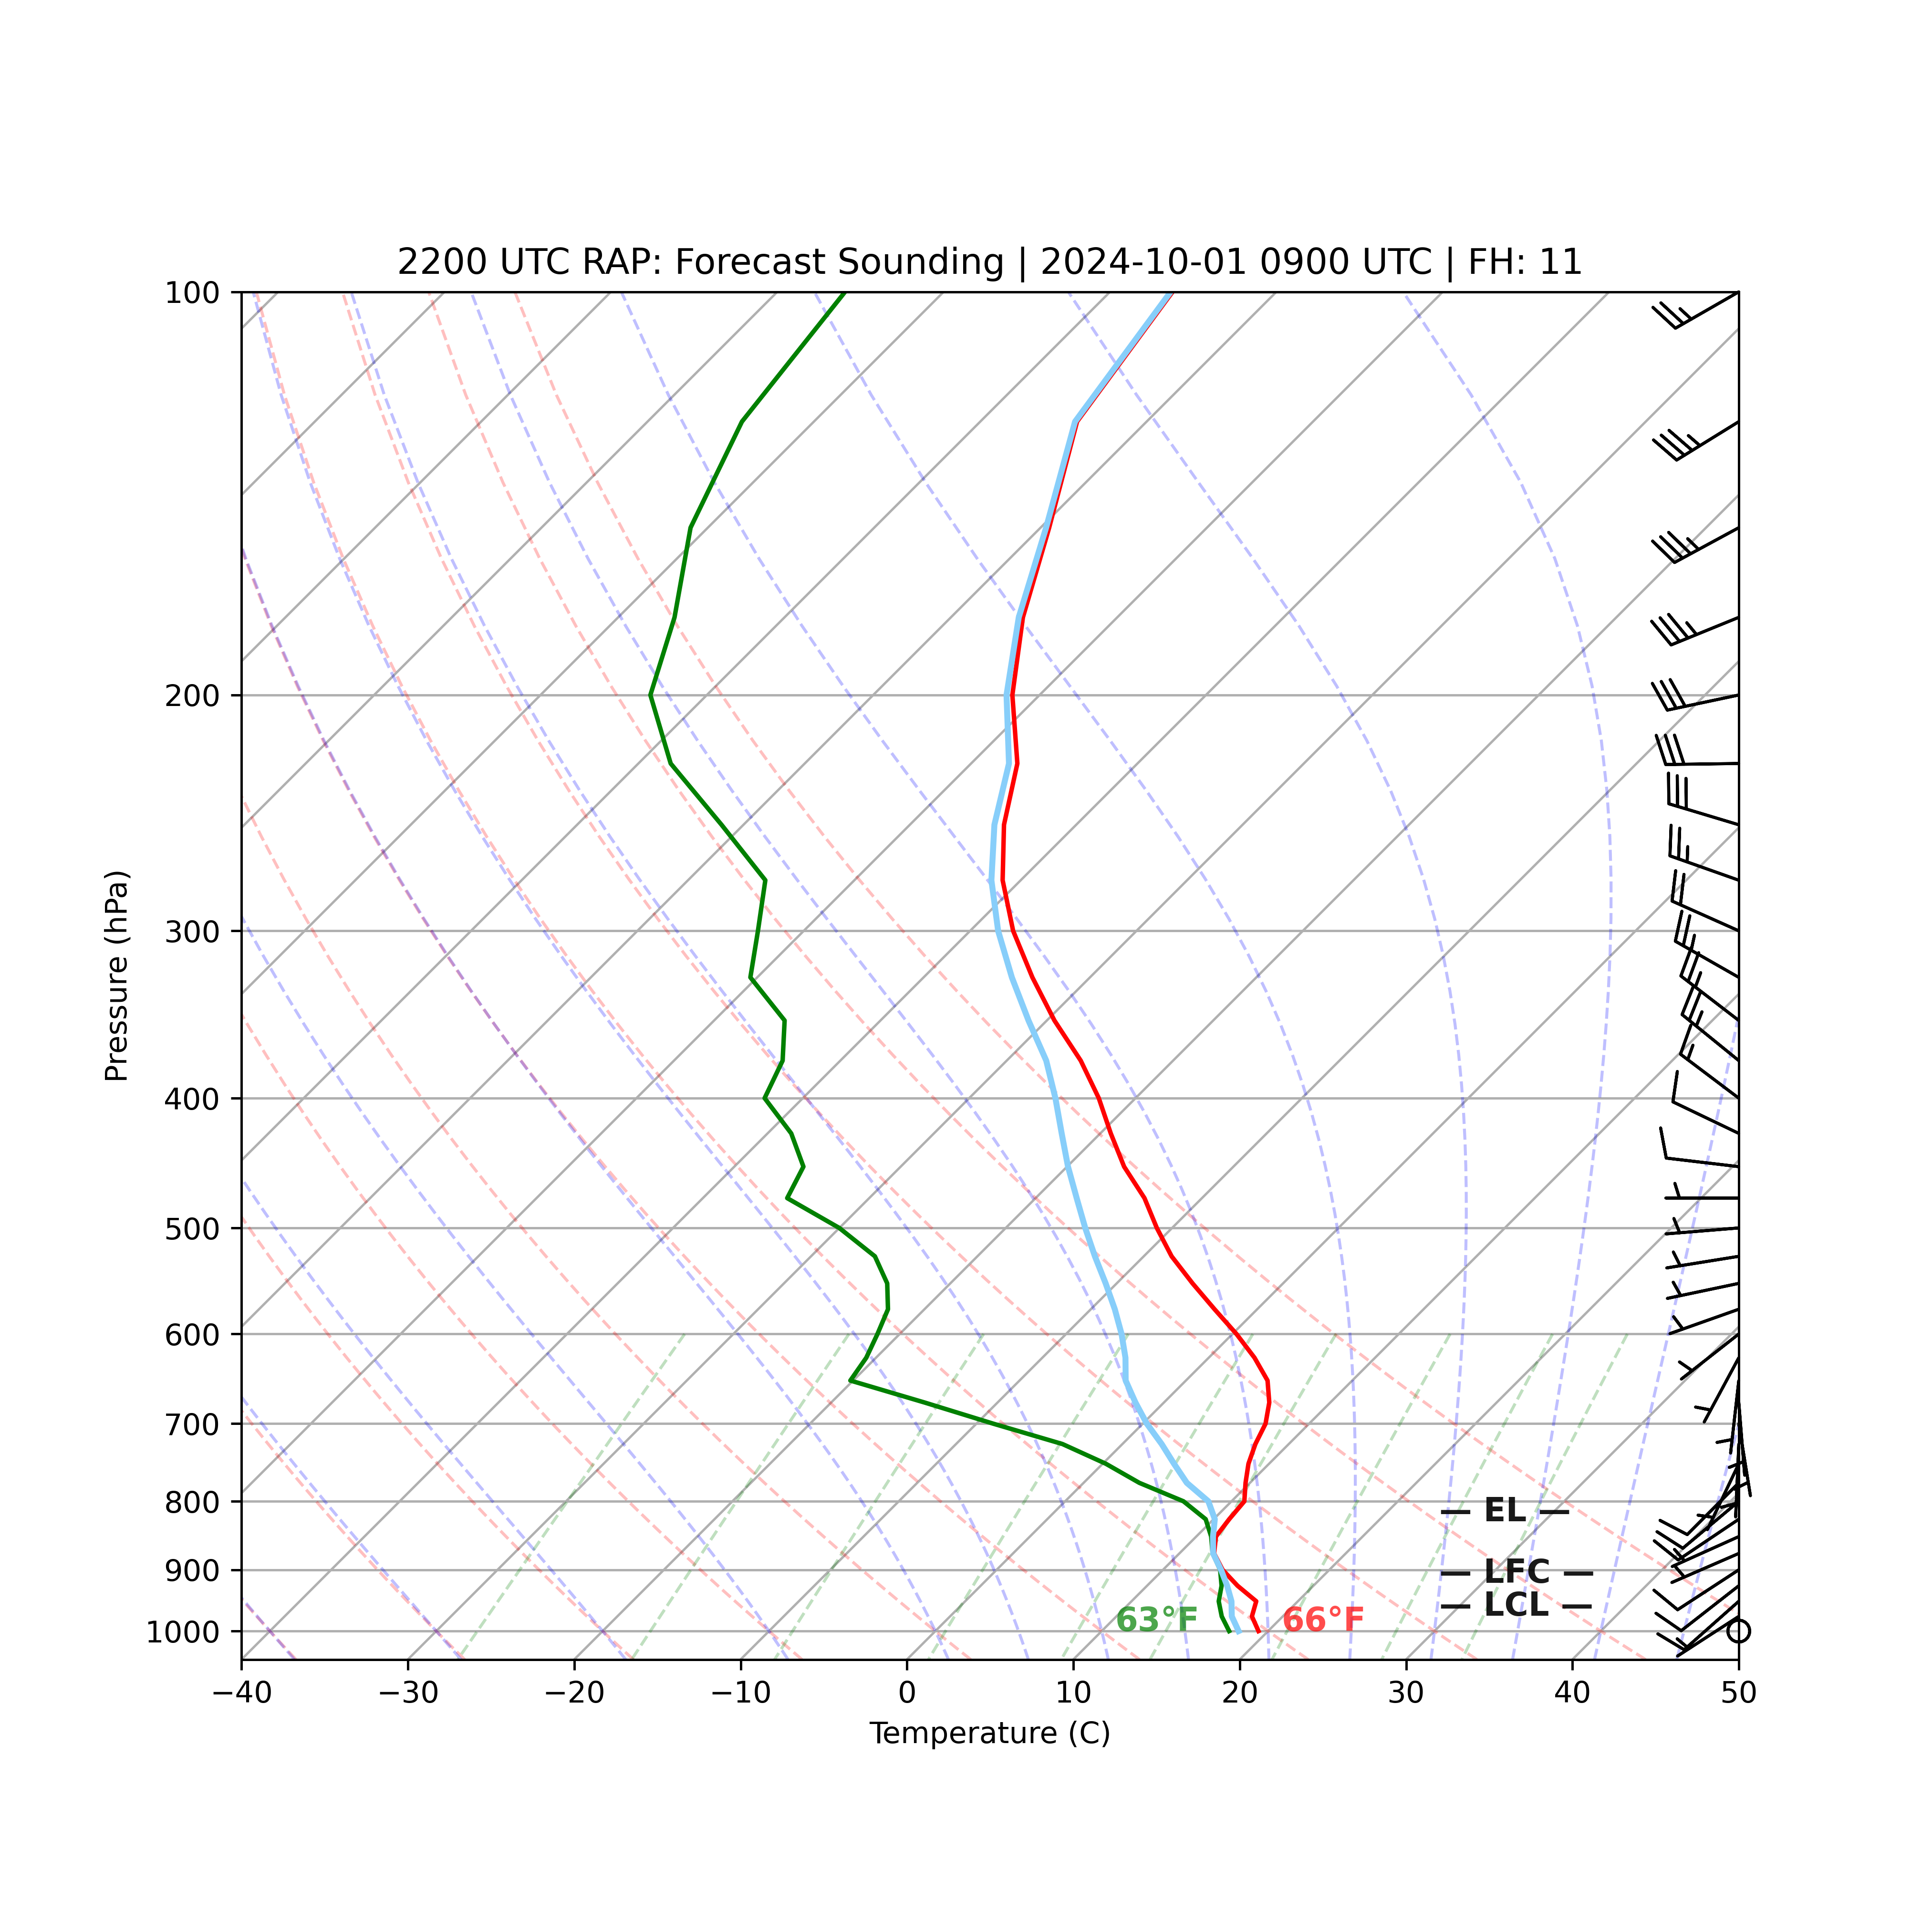 2200 UTC RAP: Forecast Sounding | 2024-10-01 0900 UTC | FH: 11
100
200
300
400
500
600
700
800
900
1000
Pressure (hPa)
— EL —
— LFC —
— LCL —
63°F
66°F
−40 −30 −20 −10 0 10 20 30 40 50
Temperature (C)